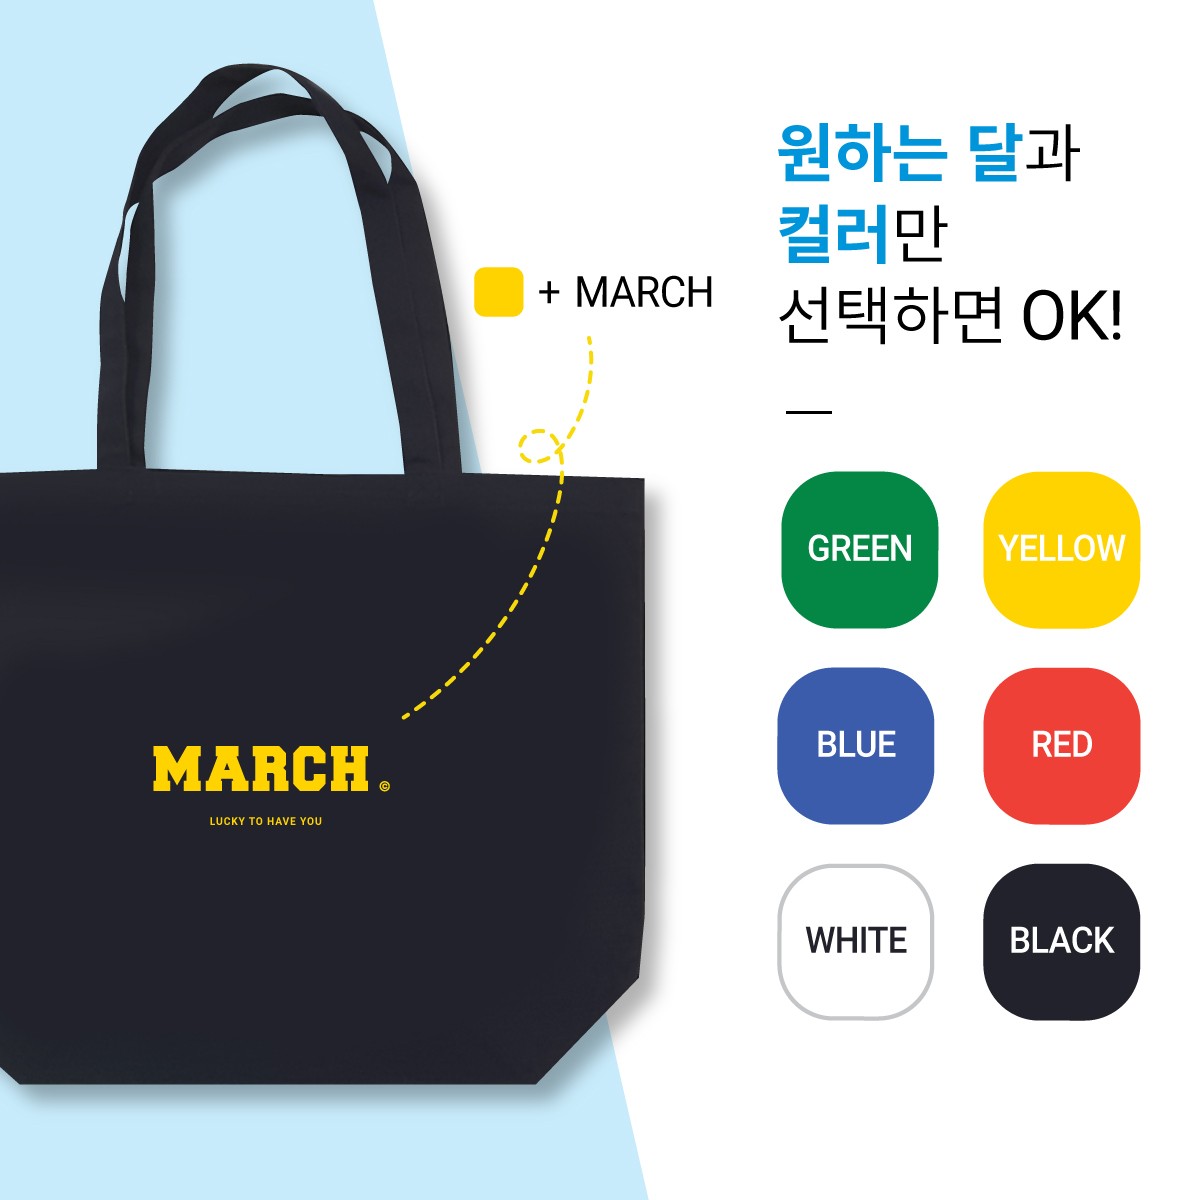 원하는 달과
컬러만
선택하면 OK!
+ MARCH
GREEN
YELLOW
BLUE
RED
WHITE
BLACK
MARCH ©
LUCKY TO HAVE YOU